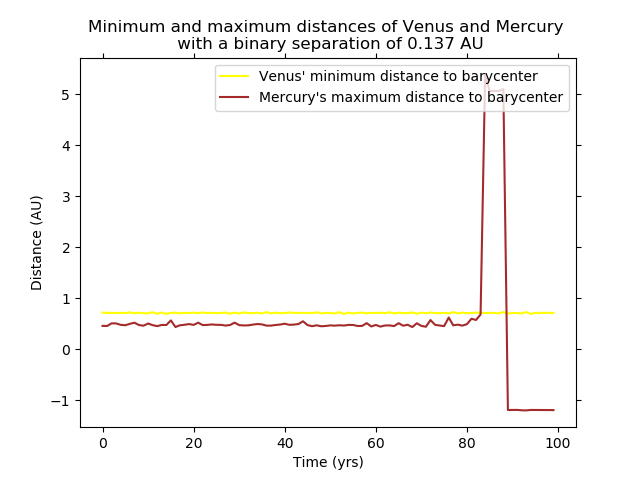 Minimum and maximum distances of Venus and Mercury
with a binary separation of 0.137 AU
Venus' minimum distance to barycenter
Mercury's maximum distance to barycenter
Distance (AU)
5
4
3
2
1
0
−1
0 20 40 60 80 100
Time (yrs)